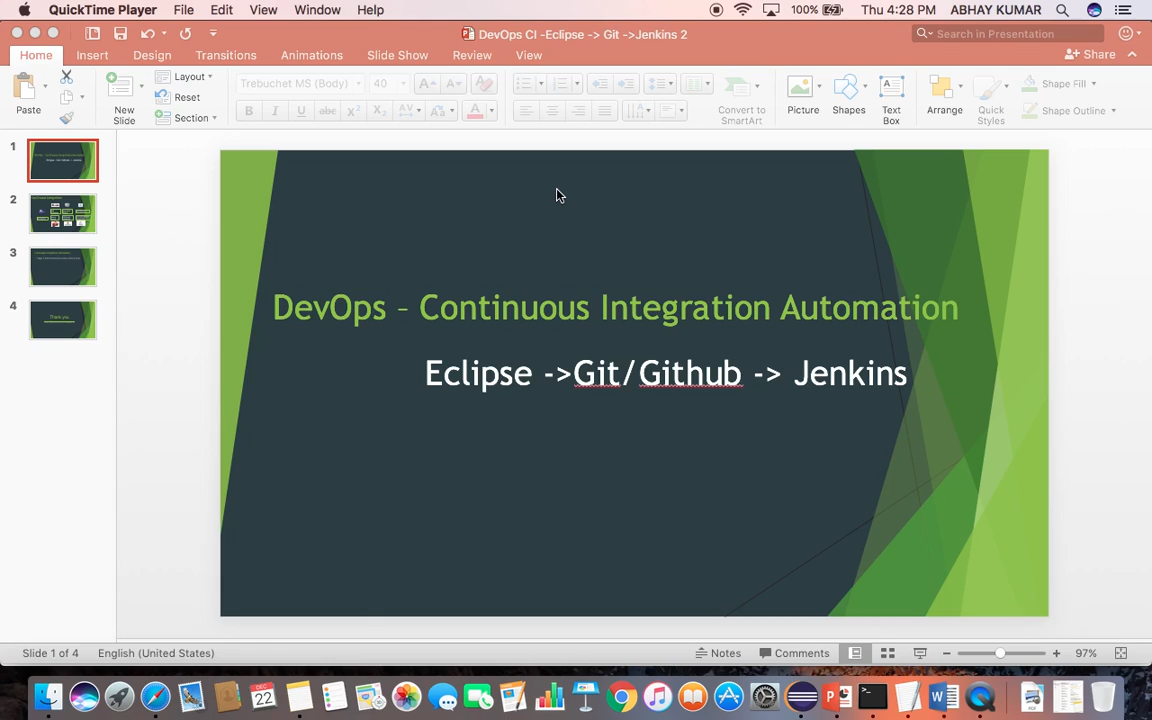 QuickTime Player File Edit View Window Help 100% Thu 4:28 PM ABHAY KUMAR
DevOps CI -Eclipse -> Git ->Jenkins 2
Search in Presentation
Home Insert Design Transitions Animations Slide Show Review View
Share
Paste
New Slide
Layout
Reset
Section
Trebuchet MS (Body) 40
Convert to SmartArt
Picture
Shapes
Text Box
Arrange
Quick Styles
Shape Fill
Shape Outline
1
2
3
4
Thank you
DevOps – Continuous Integration Automation
Eclipse ->Git/Github -> Jenkins
Slide 1 of 4 English (United States) Notes Comments 97%
DEC
22